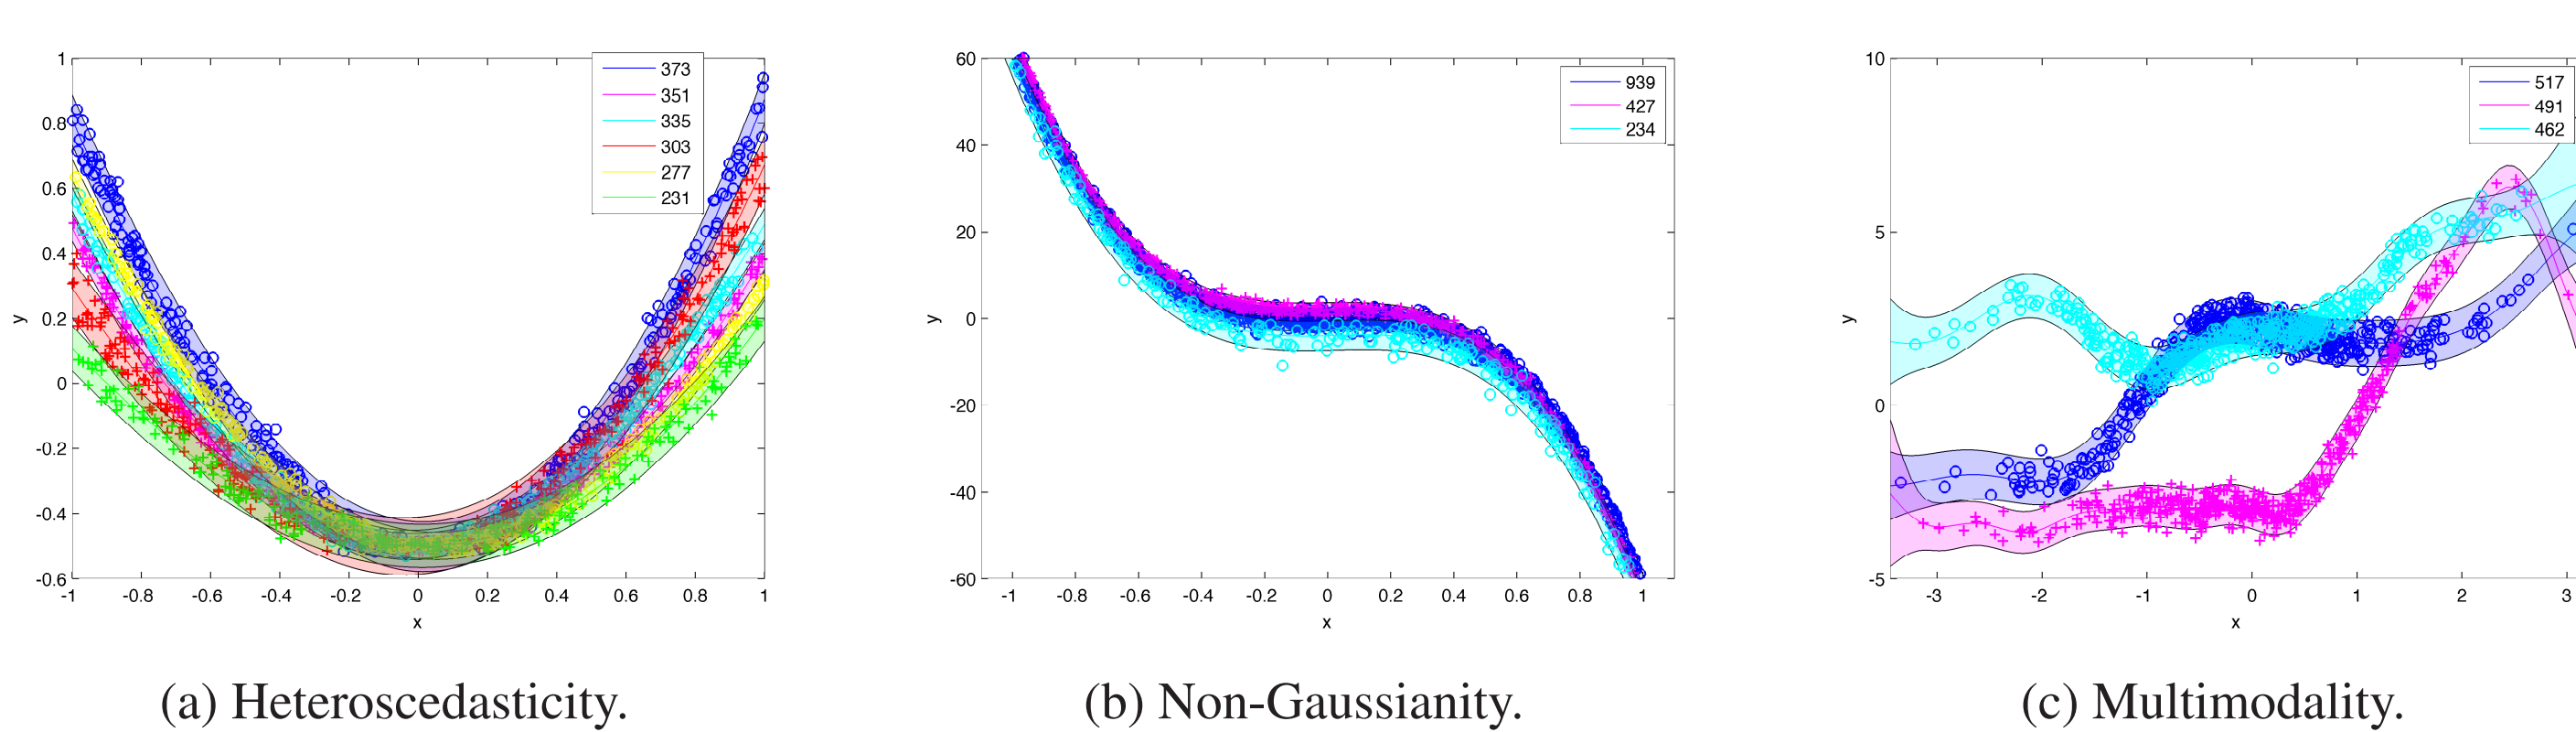 1
0.8
0.6
0.4
0.2
0
-0.2
-0.4
-0.6
y
-1 -0.8 -0.6 -0.4 -0.2 0 0.2 0.4 0.6 0.8 1
x
373
351
335
303
277
231
(a) Heteroscedasticity.
60
40
20
0
-20
-40
-60
y
-1 -0.8 -0.6 -0.4 -0.2 0 0.2 0.4 0.6 0.8 1
x
939
427
234
(b) Non-Gaussianity.
10
5
0
-5
y
-3 -2 -1 0 1 2 3
x
517
491
462
(c) Multimodality.